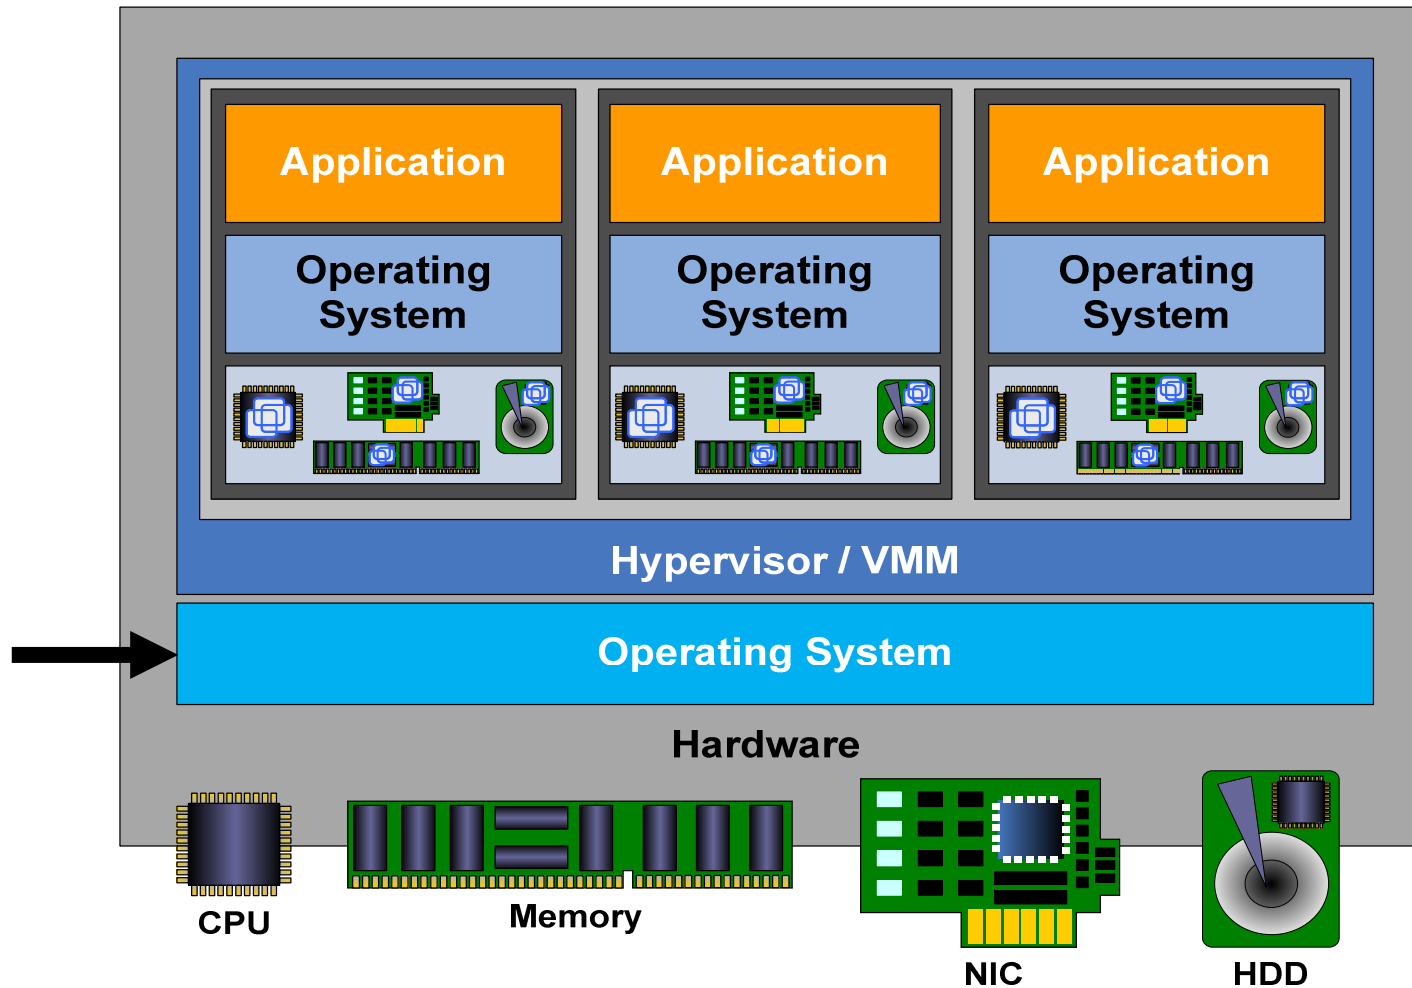 Application
Application
Application
Operating
System
Operating
System
Operating
System
Hypervisor / VMM
Operating System
Hardware
CPU
Memory
NIC
HDD